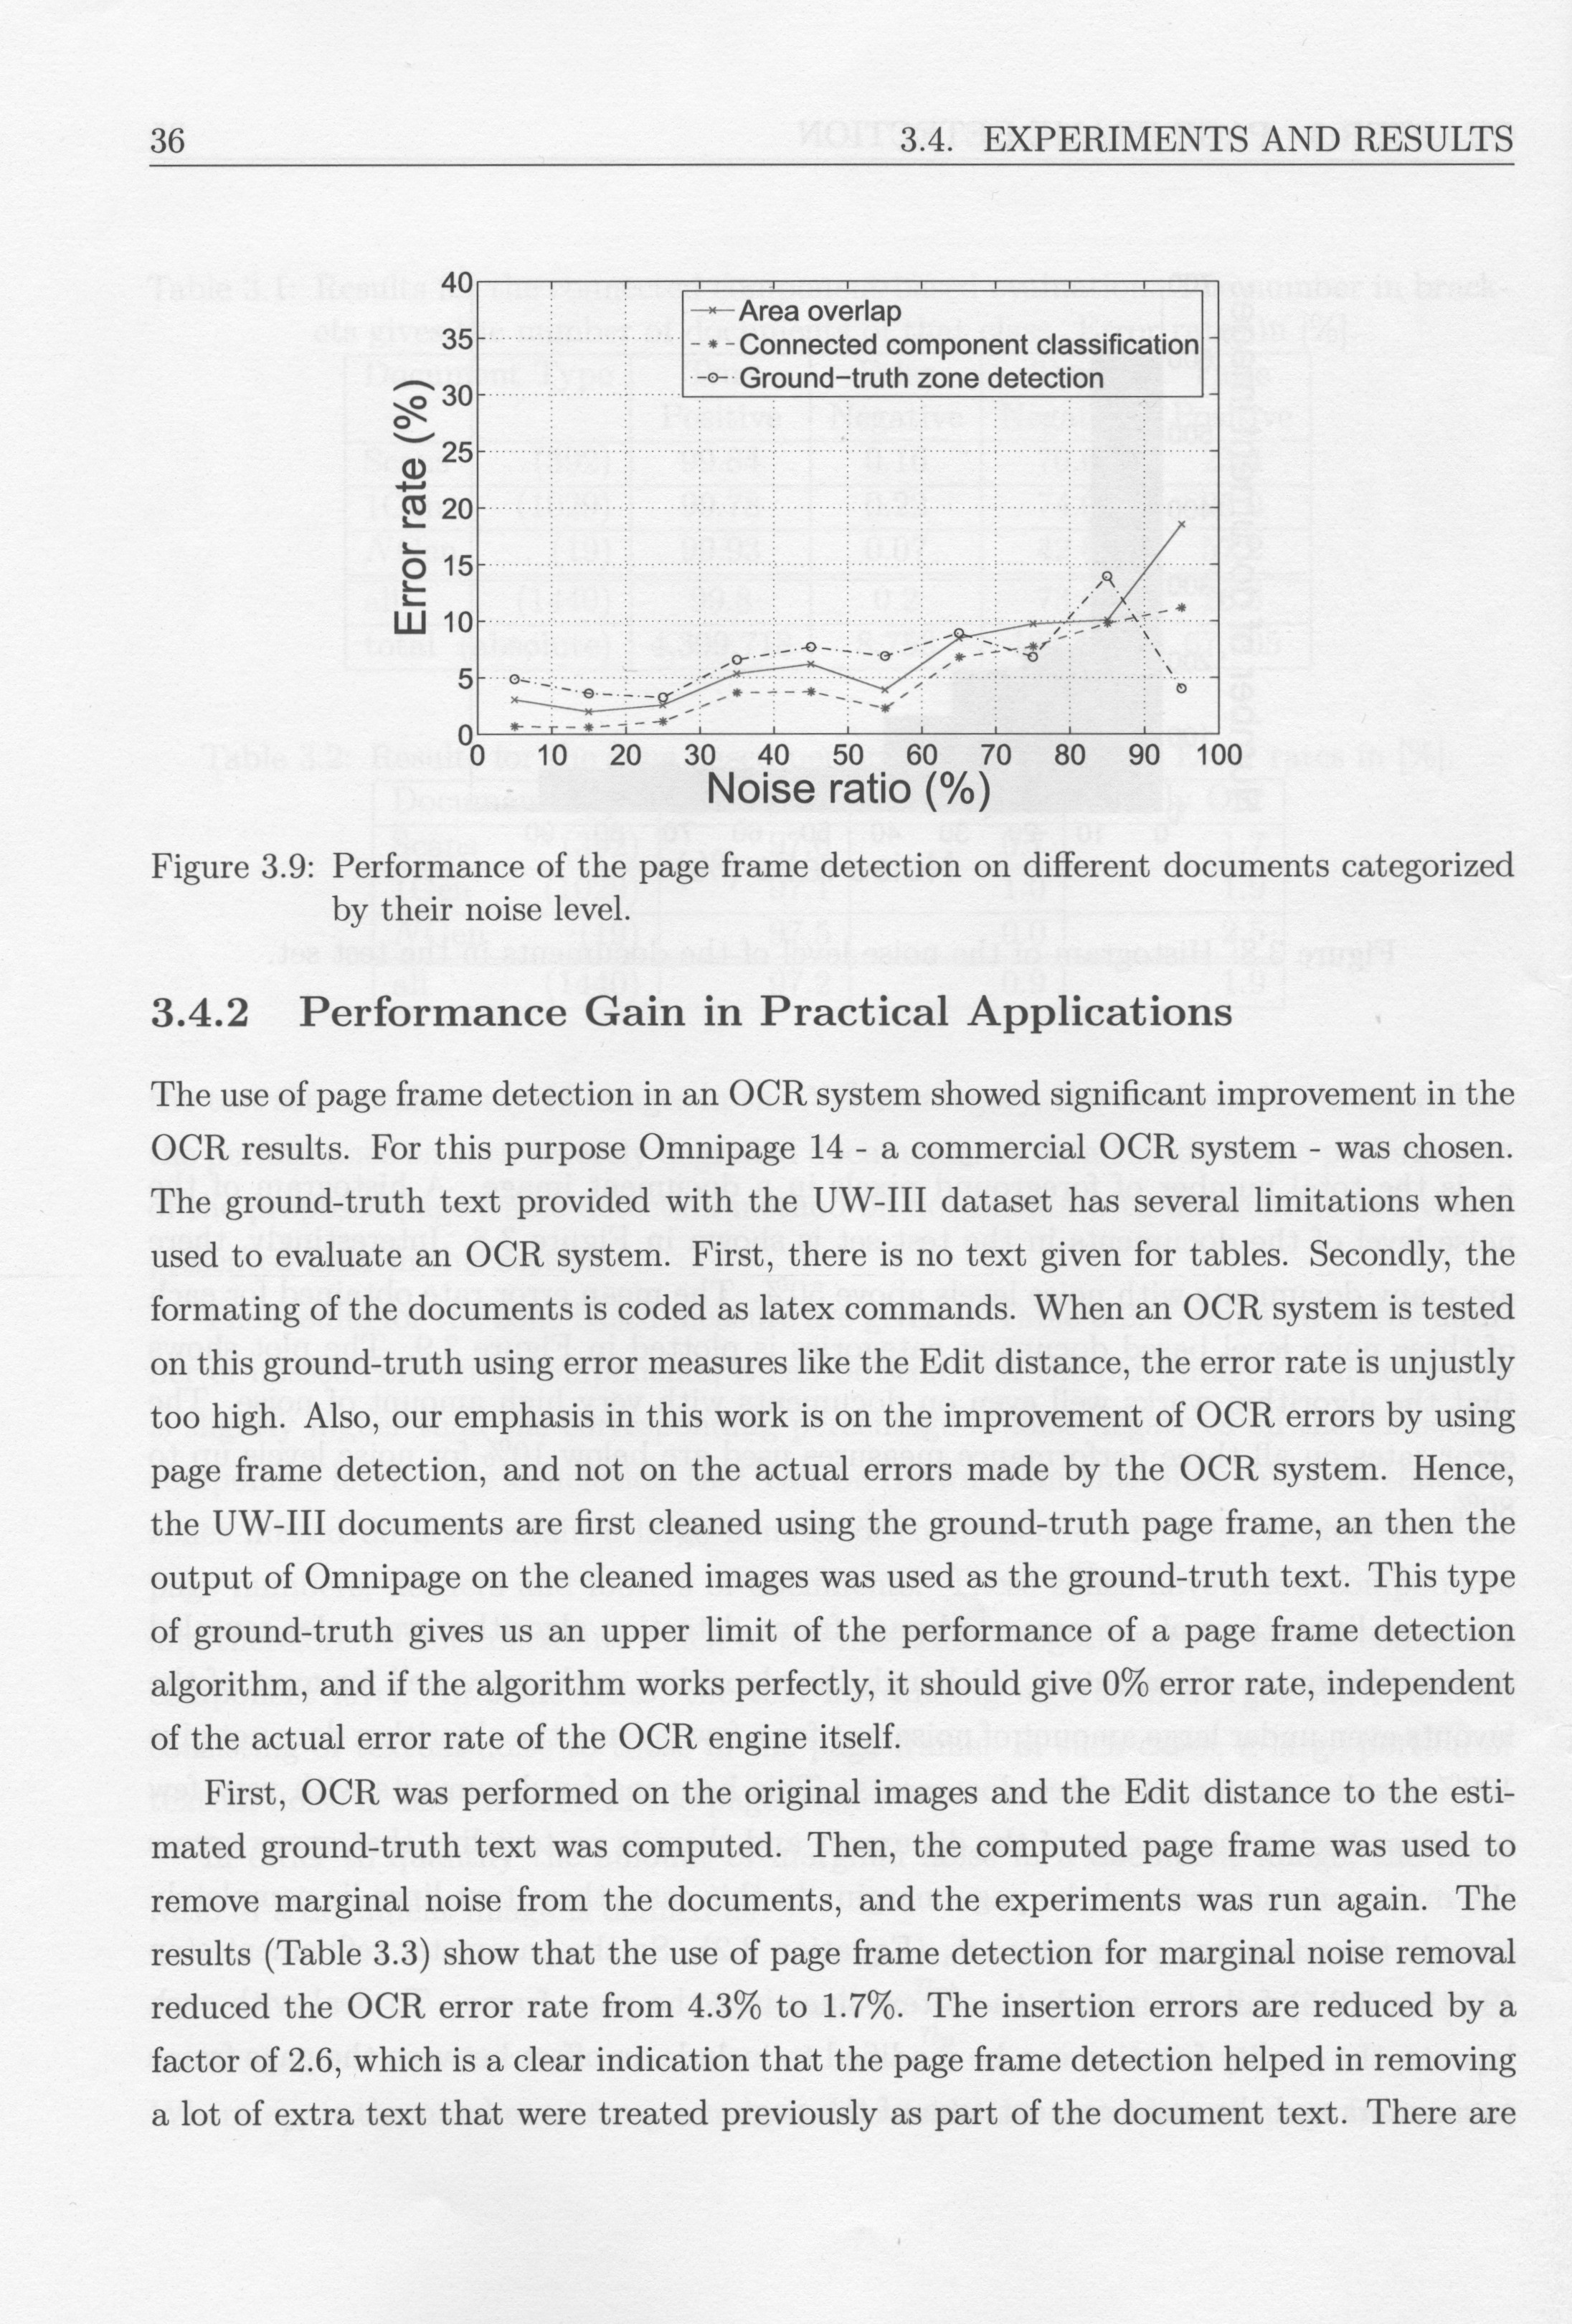 36
3.4. EXPERIMENTS AND RESULTS
40
35
30
25
20
15
10
5
0
Error rate (%)
Area overlap
Connected component classification
Ground-truth zone detection
0 10 20 30 40 50 60 70 80 90 100
Noise ratio (%)
Figure 3.9: Performance of the page frame detection on different documents categorized
by their noise level.
3.4.2 Performance Gain in Practical Applications
The use of page frame detection in an OCR system showed significant improvement in the
OCR results. For this purpose Omnipage 14 - a commercial OCR system - was chosen.
The ground-truth text provided with the UW-III dataset has several limitations when
used to evaluate an OCR system. First, there is no text given for tables. Secondly, the
formating of the documents is coded as latex commands. When an OCR system is tested
on this ground-truth using error measures like the Edit distance, the error rate is unjustly
too high. Also, our emphasis in this work is on the improvement of OCR errors by using
page frame detection, and not on the actual errors made by the OCR system. Hence,
the UW-III documents are first cleaned using the ground-truth page frame, an then the
output of Omnipage on the cleaned images was used as the ground-truth text. This type
of ground-truth gives us an upper limit of the performance of a page frame detection
algorithm, and if the algorithm works perfectly, it should give 0% error rate, independent
of the actual error rate of the OCR engine itself.
First, OCR was performed on the original images and the Edit distance to the esti-
mated ground-truth text was computed. Then, the computed page frame was used to
remove marginal noise from the documents, and the experiments was run again. The
results (Table 3.3) show that the use of page frame detection for marginal noise removal
reduced the OCR error rate from 4.3% to 1.7%. The insertion errors are reduced by a
factor of 2.6, which is a clear indication that the page frame detection helped in removing
a lot of extra text that were treated previously as part of the document text. There are